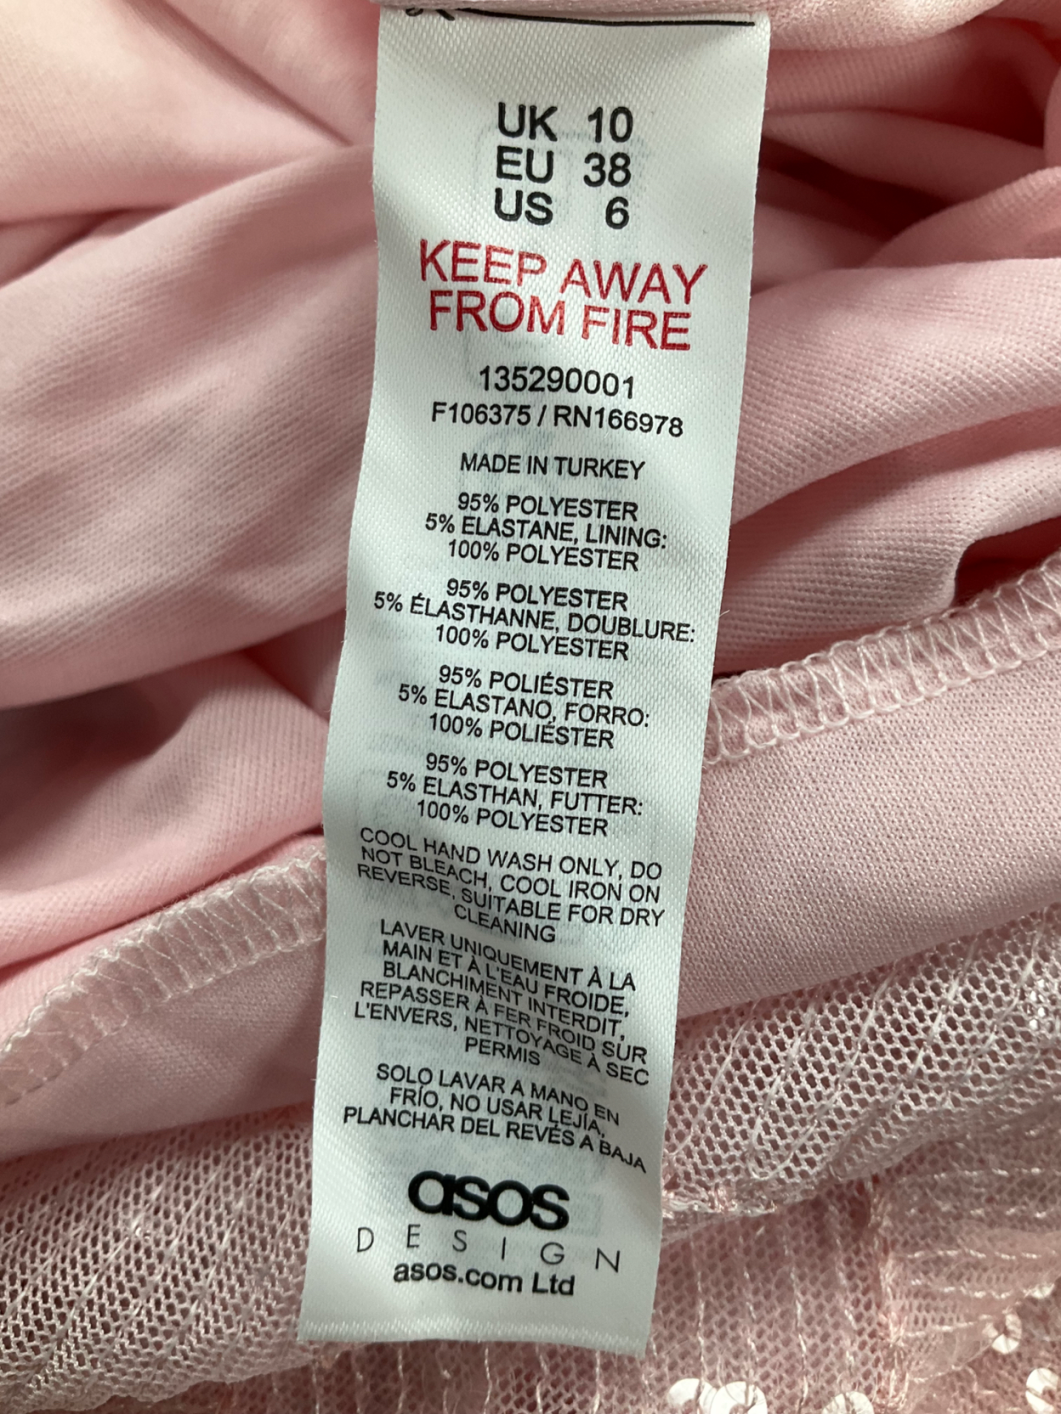 UK 10
EU 38
US 6
KEEP AWAY
FROM FIRE
135290001
F106375 / RN166978
MADE IN TURKEY
95% POLYESTER
5% ELASTANE, LINING:
100% POLYESTER
95% POLYESTER
5% ÉLASTHANNE, DOUBLURE:
100% POLYESTER
95% POLIÉSTER
5% ELASTANO, FORRO:
100% POLIÉSTER
95% POLYESTER
5% ELASTHAN, FUTTER:
100% POLYESTER
COOL HAND WASH ONLY, DO
NOT BLEACH, COOL IRON ON
REVERSE, SUITABLE FOR DRY
CLEANING
LAVER UNIQUEMENT À LA
MAIN ET À L'EAU FROIDE,
BLANCHIMENT INTERDIT,
REPASSER À FER FROID SUR
L'ENVERS, NETTOYAGE À SEC
PERMIS
SOLO LAVAR A MANO EN
FRÍO, NO USAR LEJÍA,
PLANCHAR DEL REVÉS A BAJA
asos
DESIGN
asos.com Ltd